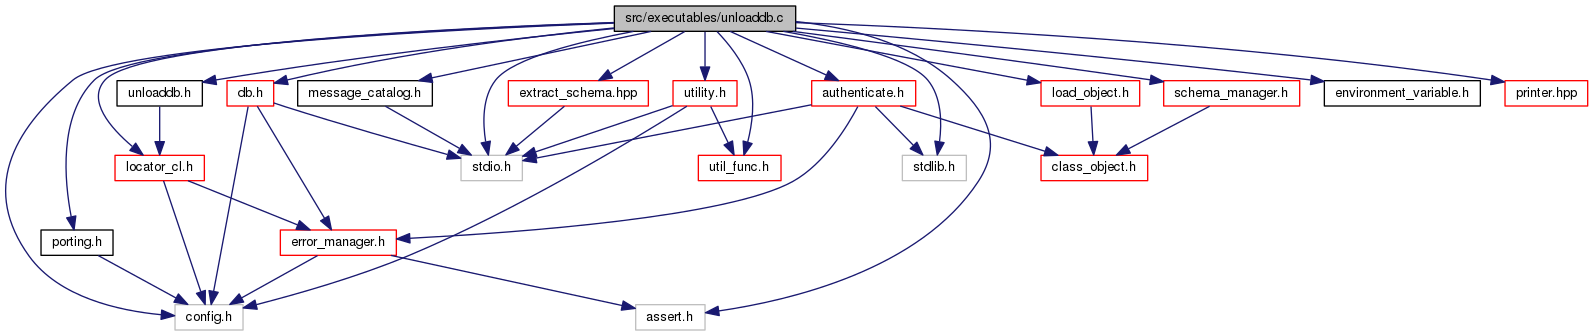 src/executables/unloaddb.c
unloaddb.h
db.h
message_catalog.h
extract_schema.hpp
utility.h
authenticate.h
load_object.h
schema_manager.h
environment_variable.h
printer.hpp
locator_cl.h
stdio.h
util_func.h
stdlib.h
class_object.h
porting.h
error_manager.h
config.h
assert.h